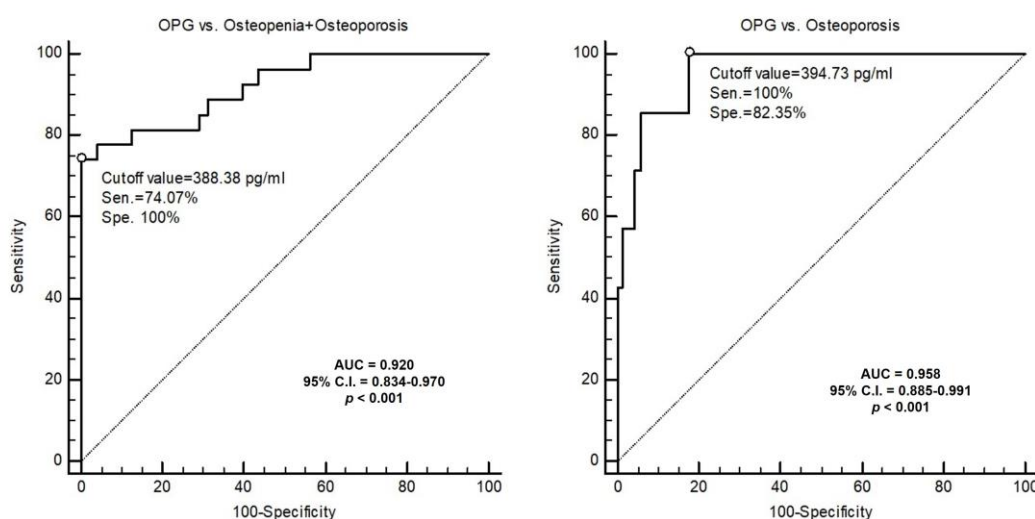 OPG vs. Osteopenia+Osteoporosis
100
80
60
40
20
0
Sensitivity
Cutoff value=388.38 pg/ml
Sen.=74.07%
Spe. 100%
AUC = 0.920
95% C.I. = 0.834-0.970
p < 0.001
0 20 40 60 80 100
100-Specificity
OPG vs. Osteoporosis
100
80
60
40
20
0
Sensitivity
Cutoff value=394.73 pg/ml
Sen.=100%
Spe.=82.35%
AUC = 0.958
95% C.I. = 0.885-0.991
p < 0.001
0 20 40 60 80 100
100-Specificity